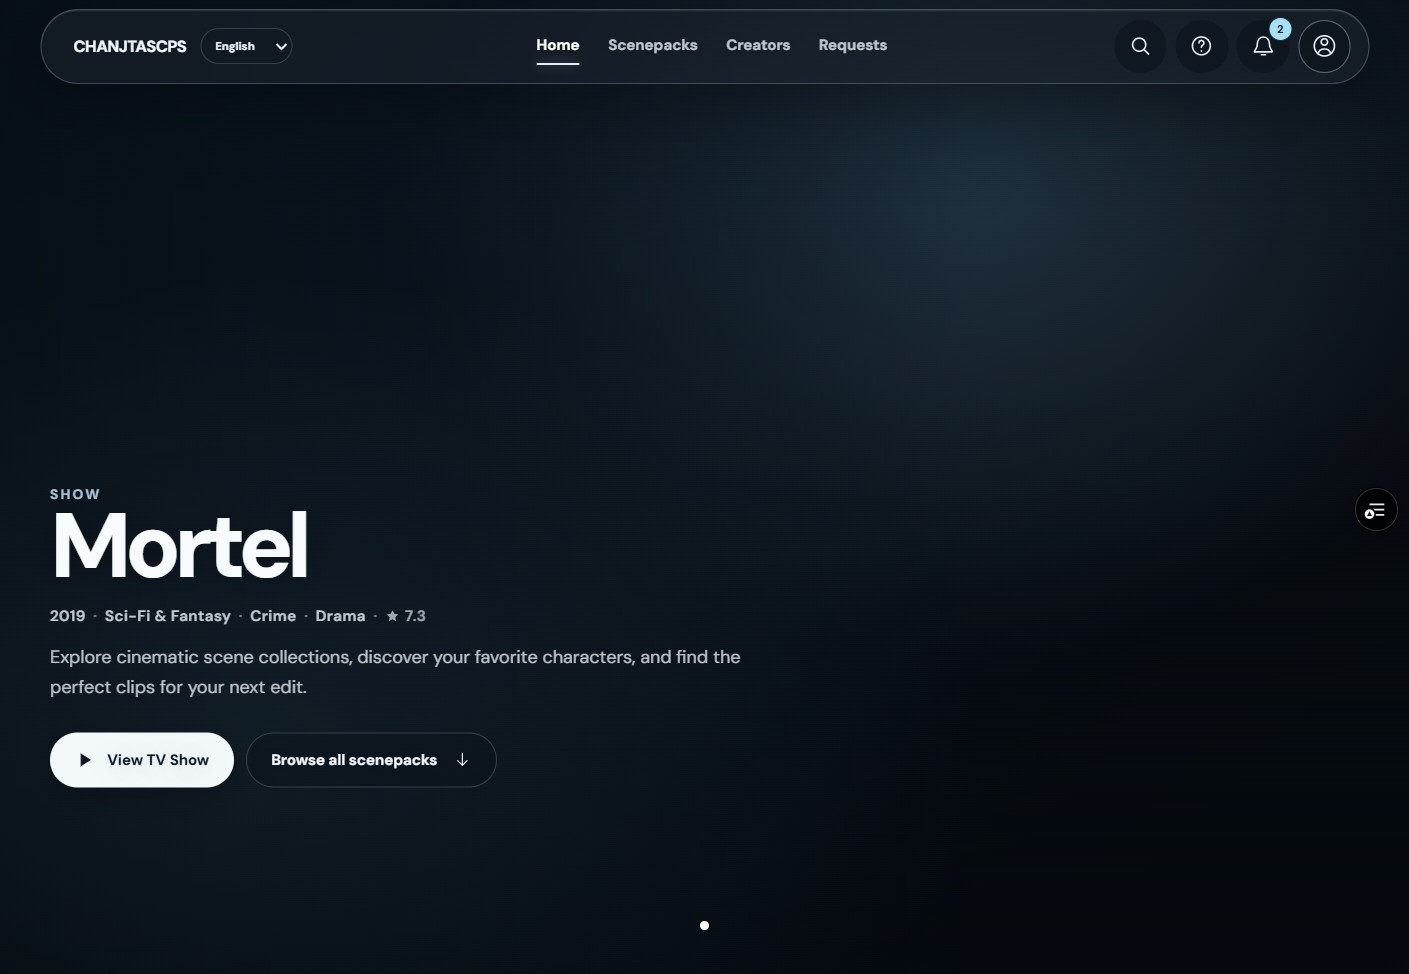 CHANJTASCPS
English
Home
Scenepacks
Creators
Requests
2
SHOW
Mortel
2019 · Sci-Fi & Fantasy · Crime · Drama · ★ 7.3
Explore cinematic scene collections, discover your favorite characters, and find the
perfect clips for your next edit.
View TV Show
Browse all scenepacks ↓